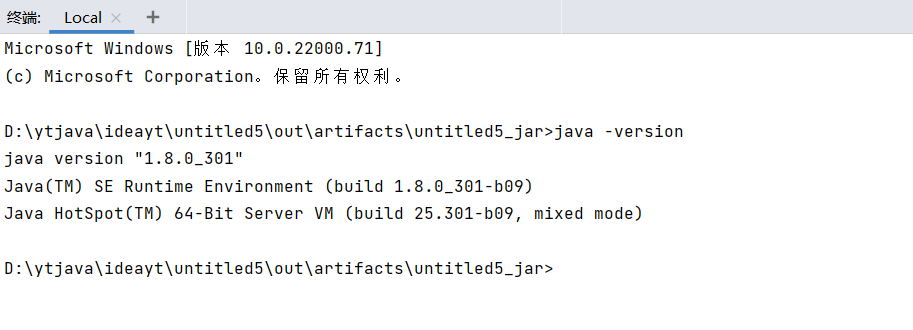 终端: Local × +
Microsoft Windows [版本 10.0.22000.71]
(c) Microsoft Corporation。保留所有权利。
D:\ytjava\ideayt\untitled5\out\artifacts\untitled5_jar>java -version
java version "1.8.0_301"
Java(TM) SE Runtime Environment (build 1.8.0_301-b09)
Java HotSpot(TM) 64-Bit Server VM (build 25.301-b09, mixed mode)
D:\ytjava\ideayt\untitled5\out\artifacts\untitled5_jar>